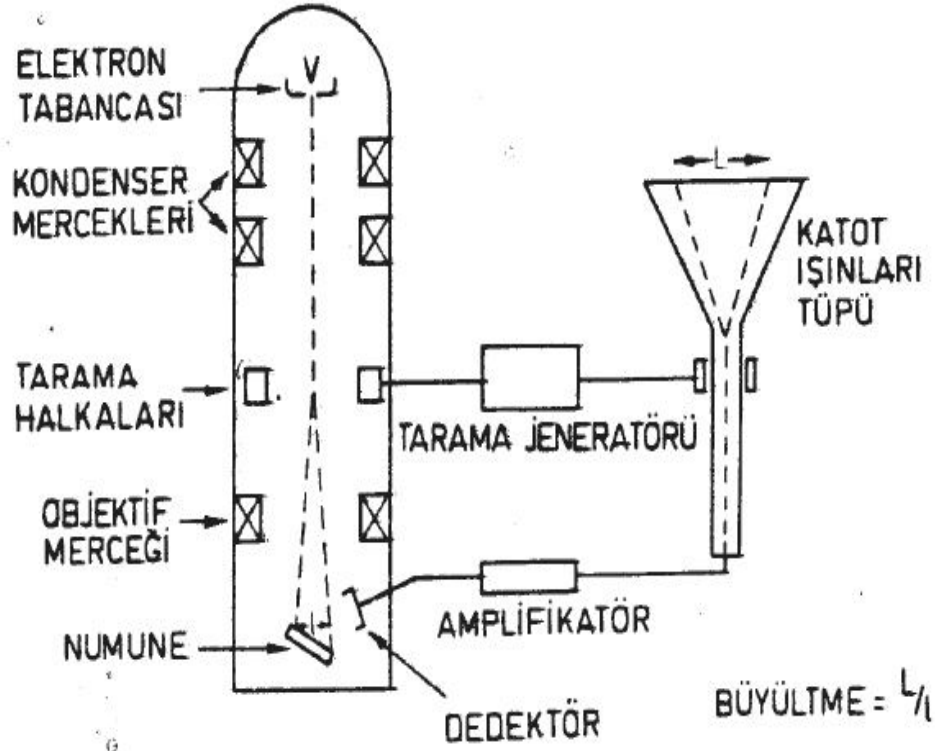 ELEKTRON
TABANCASI
V
KONDENSER
MERCEKLERİ
L
KATOT
IŞINLARI
TÜPÜ
TARAMA
HALKALARI
TARAMA JENERATÖRÜ
OBJEKTİF
MERCEĞİ
AMPLİFİKATÖR
NUMUNE
DEDEKTÖR
BÜYÜLTME = L/l